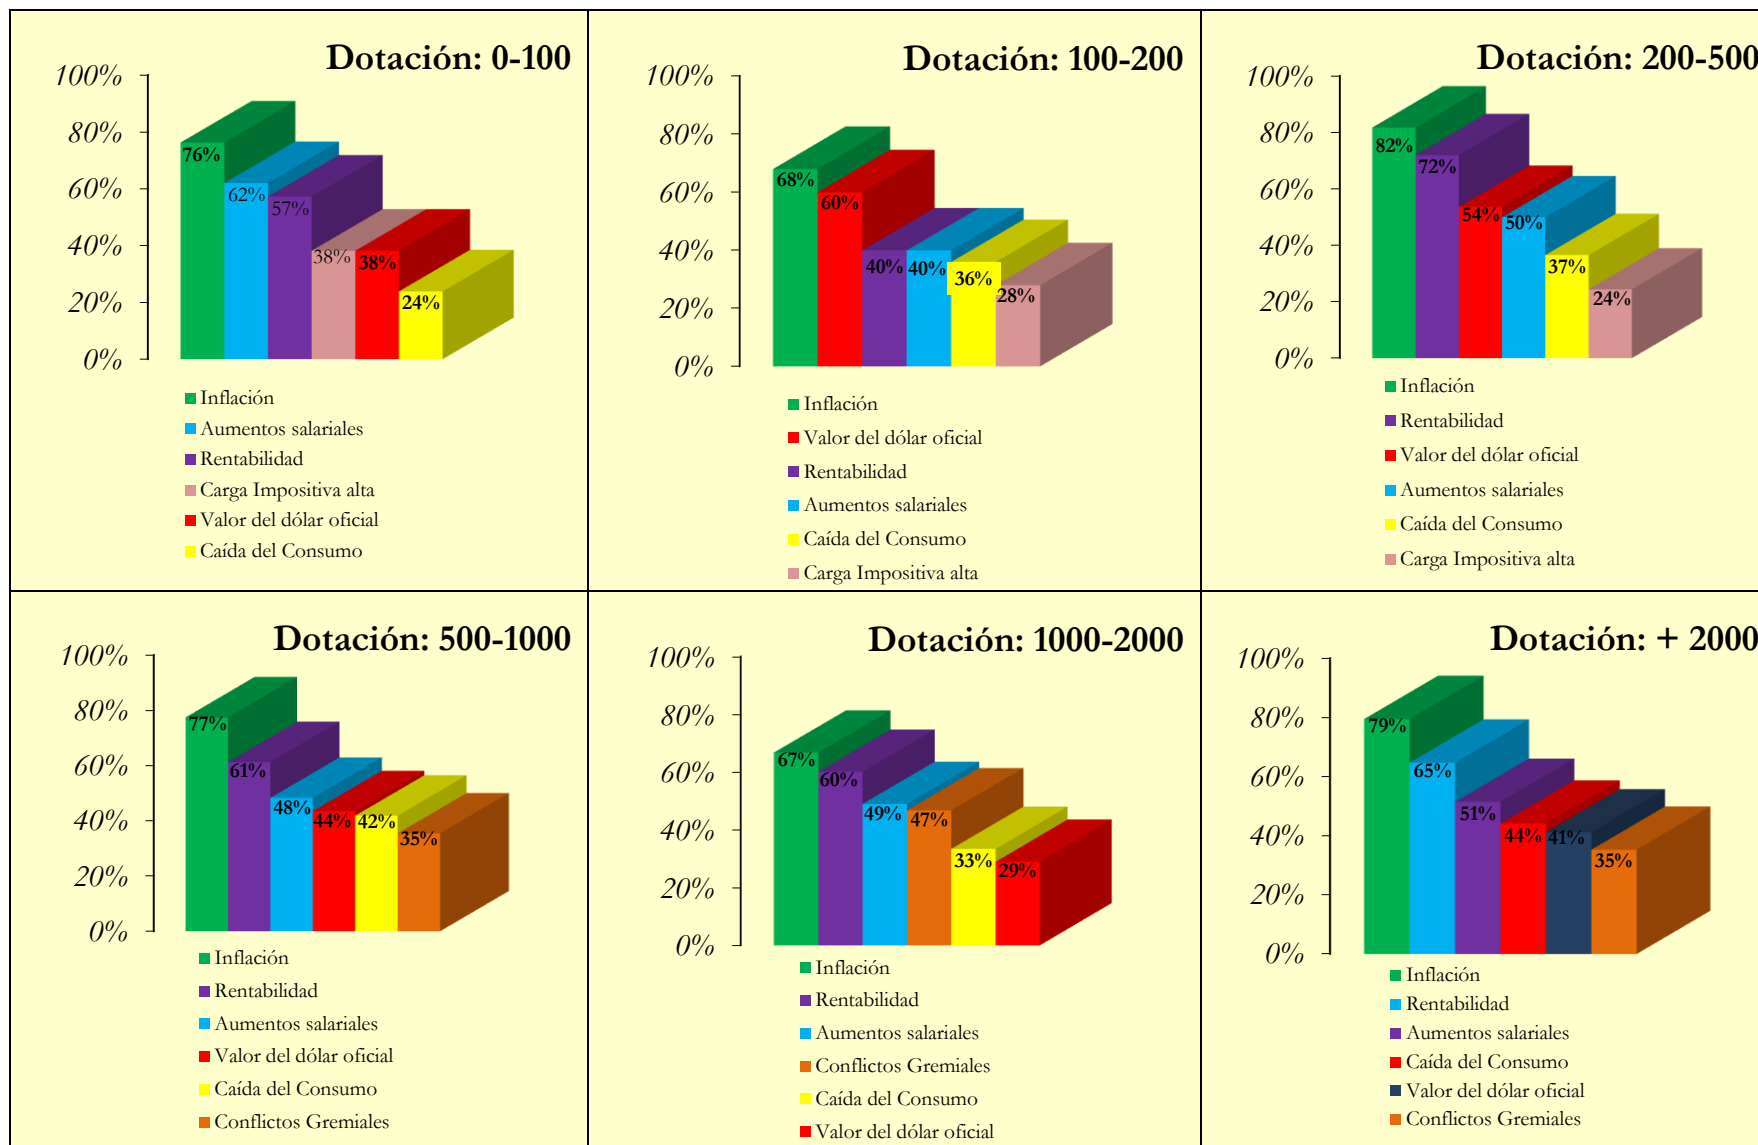 Dotación: 0-100
100%
80%
60%
40%
20%
0%
76%
62%
57%
38%
38%
24%
Inflación
Aumentos salariales
Rentabilidad
Carga Impositiva alta
Valor del dólar oficial
Caída del Consumo
Dotación: 100-200
100%
80%
60%
40%
20%
0%
68%
60%
40%
40%
36%
28%
Inflación
Valor del dólar oficial
Rentabilidad
Aumentos salariales
Caída del Consumo
Carga Impositiva alta
Dotación: 200-500
100%
80%
60%
40%
20%
0%
82%
72%
54%
50%
37%
24%
Inflación
Rentabilidad
Valor del dólar oficial
Aumentos salariales
Caída del Consumo
Carga Impositiva alta
Dotación: 500-1000
100%
80%
60%
40%
20%
0%
77%
61%
48%
44%
42%
35%
Inflación
Rentabilidad
Aumentos salariales
Valor del dólar oficial
Caída del Consumo
Conflictos Gremiales
Dotación: 1000-2000
100%
80%
60%
40%
20%
0%
67%
60%
49%
47%
33%
29%
Inflación
Rentabilidad
Aumentos salariales
Conflictos Gremiales
Caída del Consumo
Valor del dólar oficial
Dotación: + 2000
100%
80%
60%
40%
20%
0%
79%
65%
51%
44%
41%
35%
Inflación
Rentabilidad
Aumentos salariales
Caída del Consumo
Valor del dólar oficial
Conflictos Gremiales